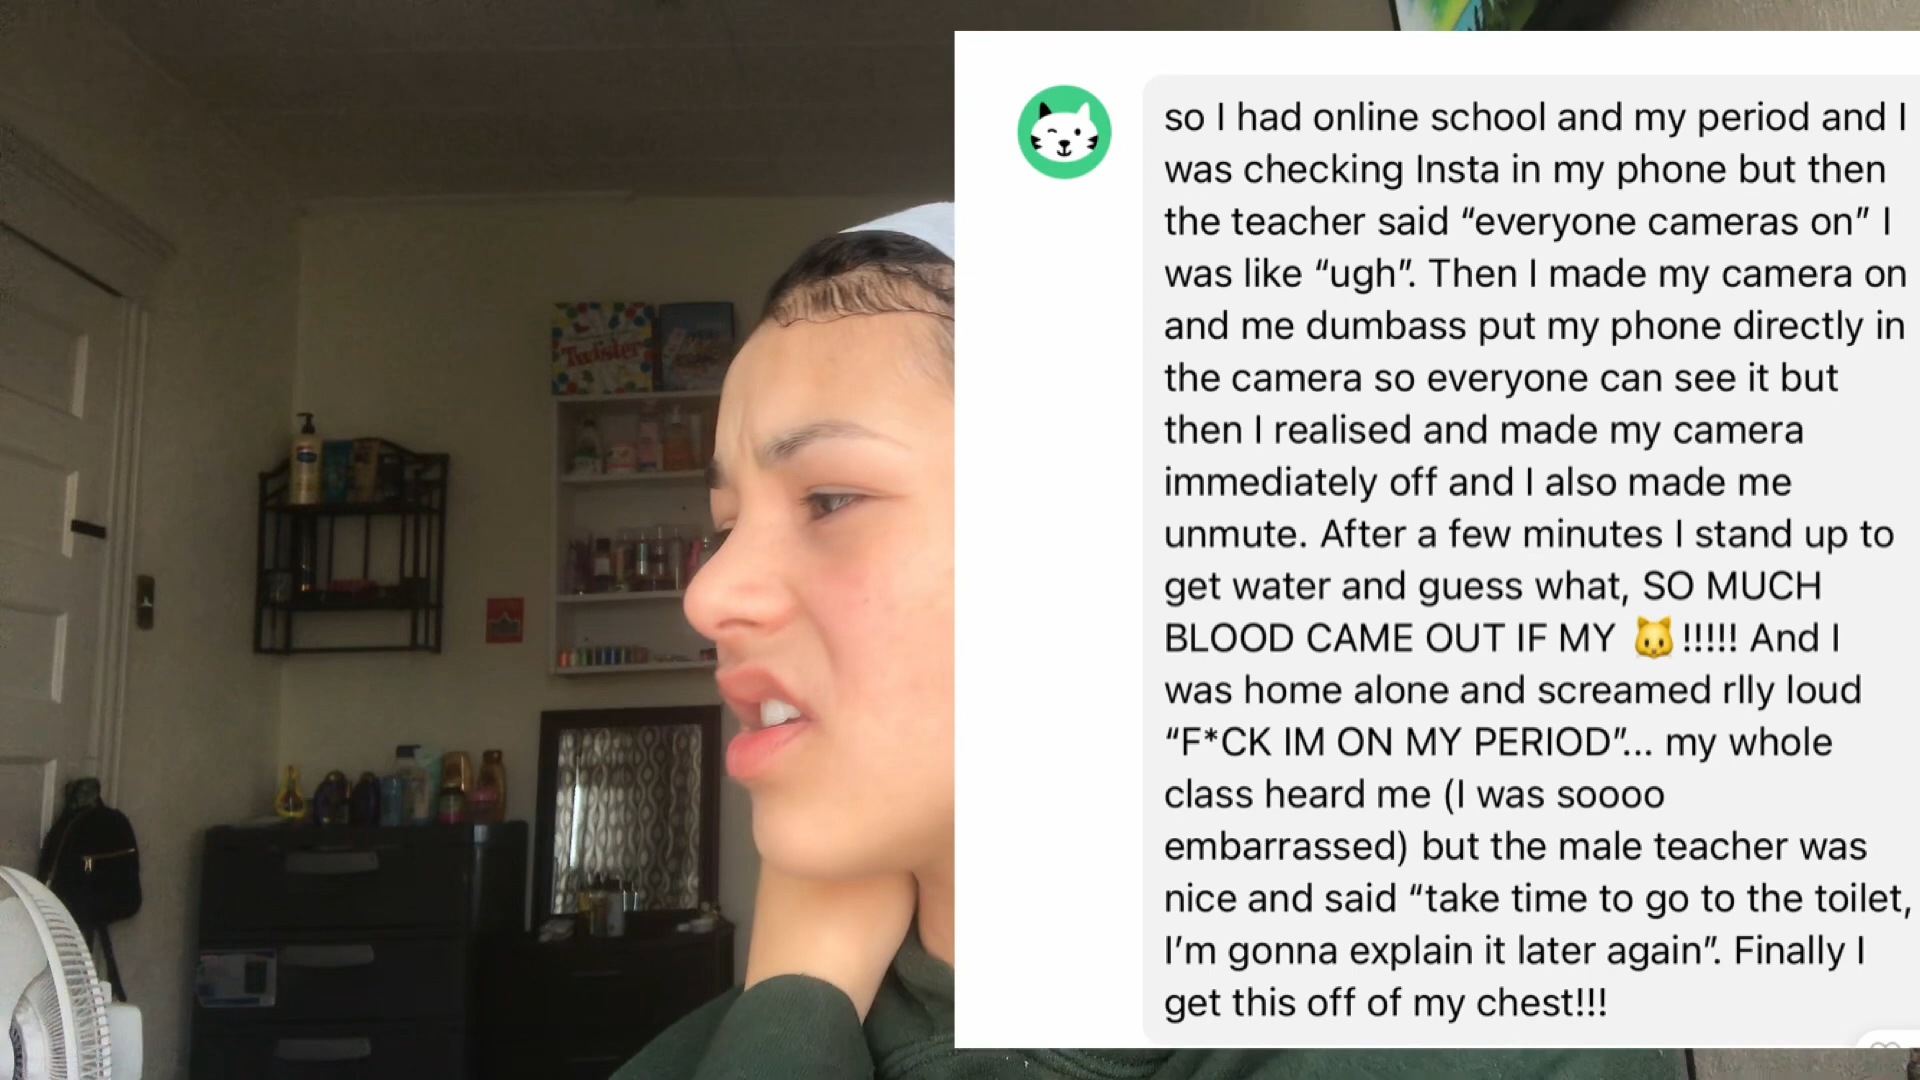 Twister
so I had online school and my period and I
was checking Insta in my phone but then
the teacher said “everyone cameras on” I
was like “ugh”. Then I made my camera on
and me dumbass put my phone directly in
the camera so everyone can see it but
then I realised and made my camera
immediately off and I also made me
unmute. After a few minutes I stand up to
get water and guess what, SO MUCH
BLOOD CAME OUT IF MY 🐱!!!!! And I
was home alone and screamed rlly loud
“F*CK IM ON MY PERIOD”... my whole
class heard me (I was soooo
embarrassed) but the male teacher was
nice and said “take time to go to the toilet,
I’m gonna explain it later again”. Finally I
get this off of my chest!!!